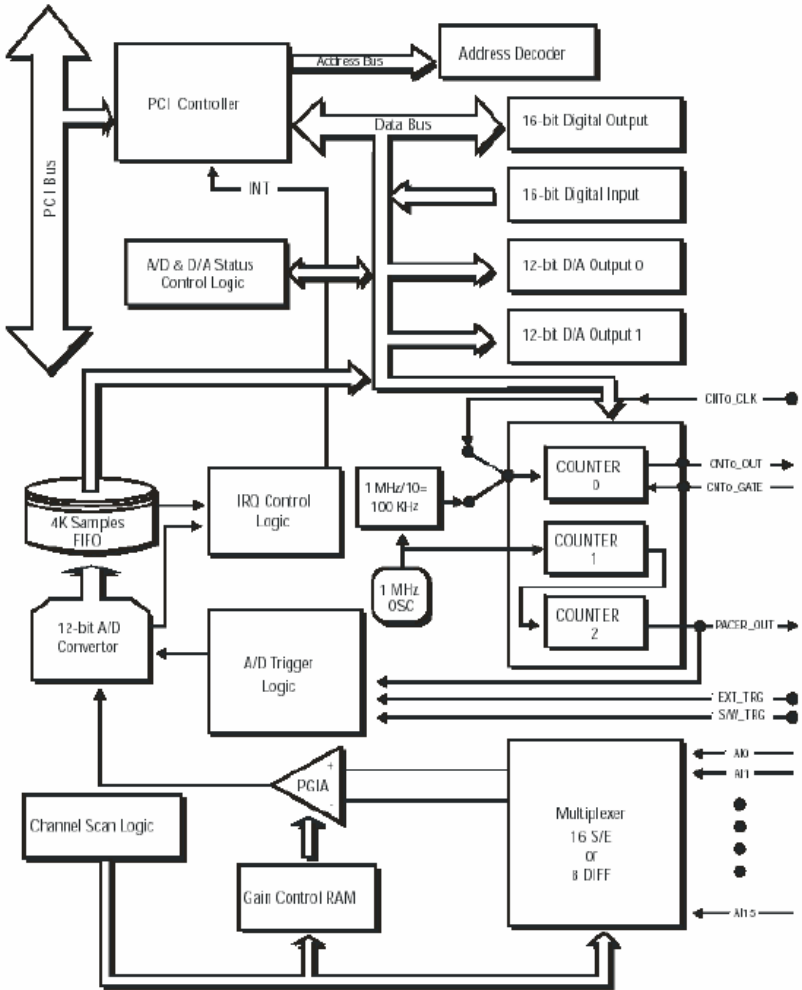 Address Bus
Address Decoder
PCI Controller
PCI Bus
Data Bus
16-bit Digital Output
INT
16-bit Digital Input
A/D & D/A Status
Control Logic
12-bit D/A Output 0
12-bit D/A Output 1
CNT0_CLK
4K Samples
FIFO
IRQ Control
Logic
1 MHz/10=
100 KHz
COUNTER
0
CNT0_OUT
CNT0_GATE
1 MHz
OSC
COUNTER
1
COUNTER
2
PACER_OUT
12-bit A/D
Convertor
A/D Trigger
Logic
EXT_TRG
S/W_TRG
PGIA
+
-
AI0
AI1
Channel Scan Logic
Multiplexer
16 S/E
or
8 DIFF
Gain Control RAM
AI15